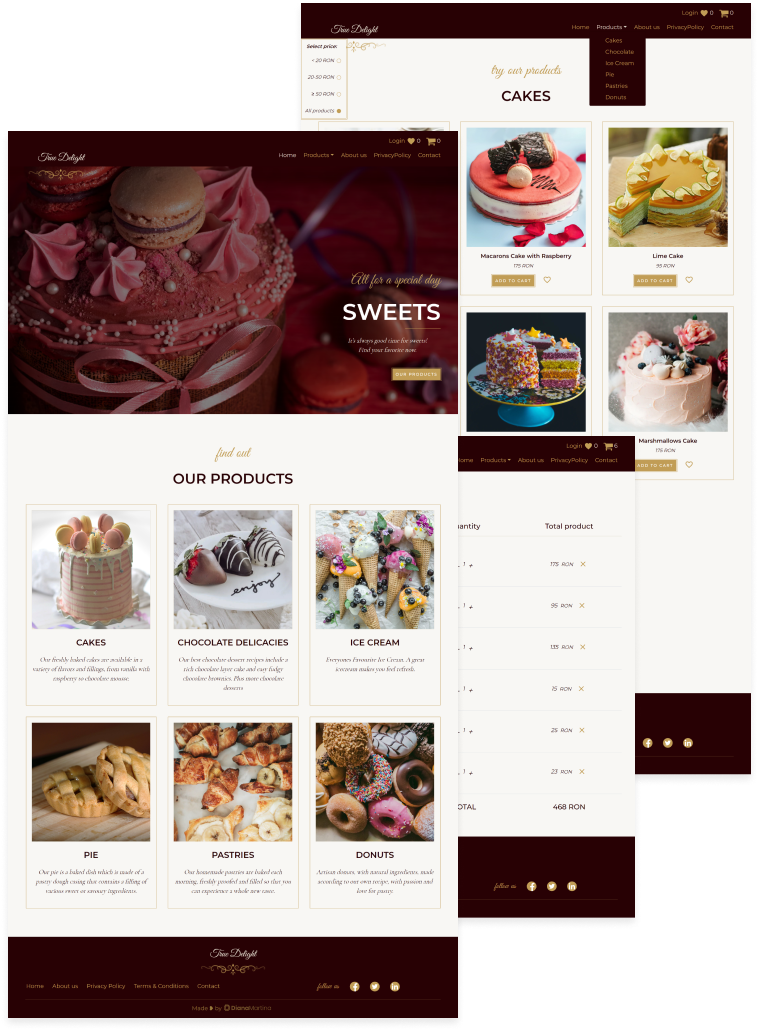 Login 0 0
True Delight
Home Products About us PrivacyPolicy Contact
Select price:
< 20 RON
20-50 RON
≥ 50 RON
All products
Cakes
Chocolate
Ice Cream
Pie
Pastries
Donuts
try our products
CAKES
Macarons Cake with Raspberry
175 RON
ADD TO CART
Lime Cake
95 RON
ADD TO CART
Marshmallows Cake
175 RON
ADD TO CART
Login 0 0
True Delight
Home Products About us PrivacyPolicy Contact
All for a special day
SWEETS
It's always good time for sweets!
Find your favorite now
OUR PRODUCTS
find out
OUR PRODUCTS
CAKES
Our freshly baked cakes are available in a
variety of flavors and fillings, from vanilla with
raspberry to chocolate mousse.
CHOCOLATE DELICACIES
Our best chocolate dessert recipes include a
rich chocolate layer cake and easy fudgy
chocolate brownies. Plus more chocolate
desserts
enjoy
ICE CREAM
Everyones Favourite Ice Cream. A great
icecream makes you feel refresh.
PIE
Our pie is a baked dish which is made of a
pastry dough casing that contains a filling of
various sweet or savoury ingredients.
PASTRIES
Our homemade pastries are baked each
morning, freshly proofed and filled so that you
can experience a whole new taste.
DONUTS
Artisan donuts, with natural ingredients, made
according to our own recipe, with passion and
love for pastry
True Delight
Home About us Privacy Policy Terms & Conditions Contact
follow us
Made by DianaMarina
Login 0 6
ome Products About us PrivacyPolicy Contact
antity Total product
1 + 175 RON ×
1 + 95 RON ×
1 + 135 RON ×
1 + 15 RON ×
1 + 25 RON ×
1 + 23 RON ×
OTAL 468 RON
follow us